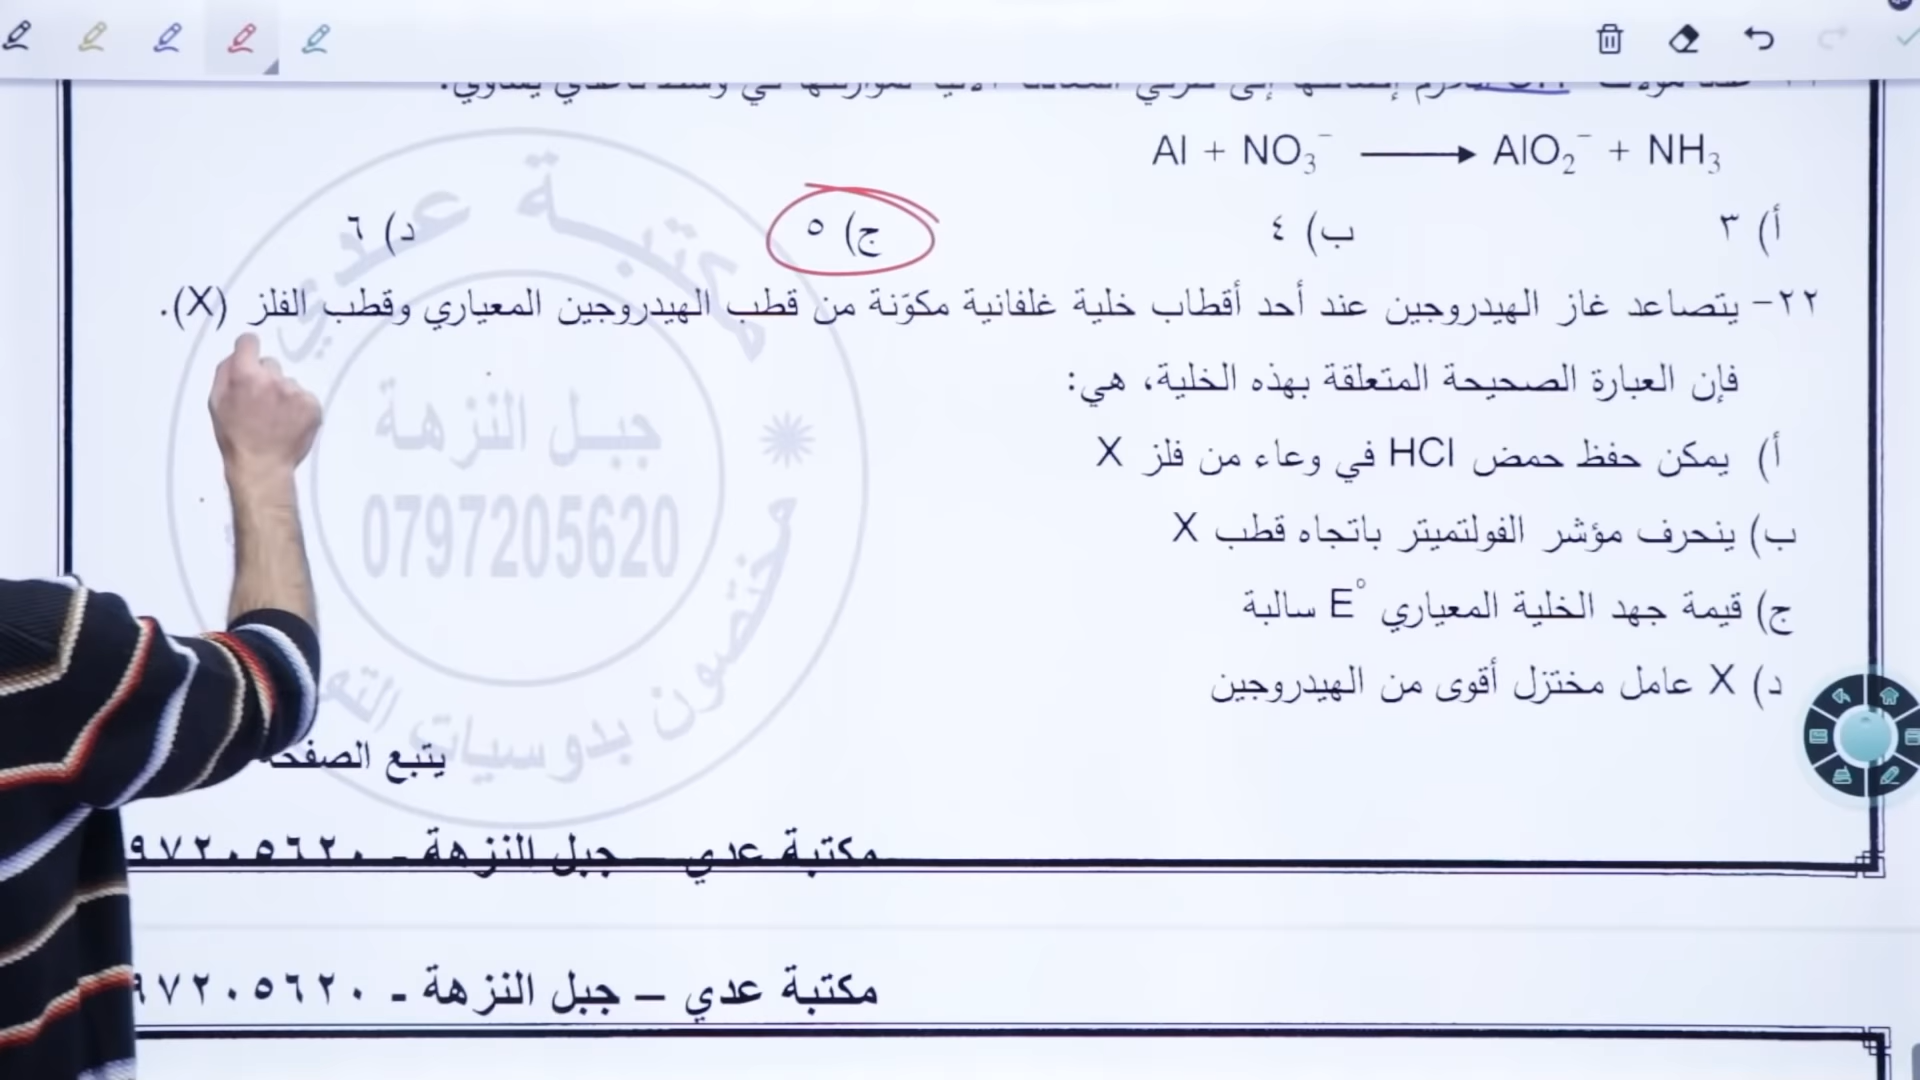 Al + NO₃⁻ ⟶ AlO₂⁻ + NH₃
أ) ٣ ب) ٤ ج) ٥ د) ٦
٢٢- يتصاعد غاز الهيدروجين عند أحد أقطاب خلية غلفانية مكوّنة من قطب الهيدروجين المعياري وقطب الفلز (X).
فإن العبارة الصحيحة المتعلقة بهذه الخلية، هي:
أ) يمكن حفظ حمض HCl في وعاء من فلز X
ب) ينحرف مؤشر الفولتميتر باتجاه قطب X
ج) قيمة جهد الخلية المعياري E° سالبة
د) X عامل مختزل أقوى من الهيدروجين
مكتبة عدي
جبل النزهة
0797205620
مختصون بدوسيات
يتبع الصفحة
مكتبة عدي – جبل النزهة - ٩٧٢٠٥٦٢٠
مكتبة عدي – جبل النزهة - ٩٧٢٠٥٦٢٠